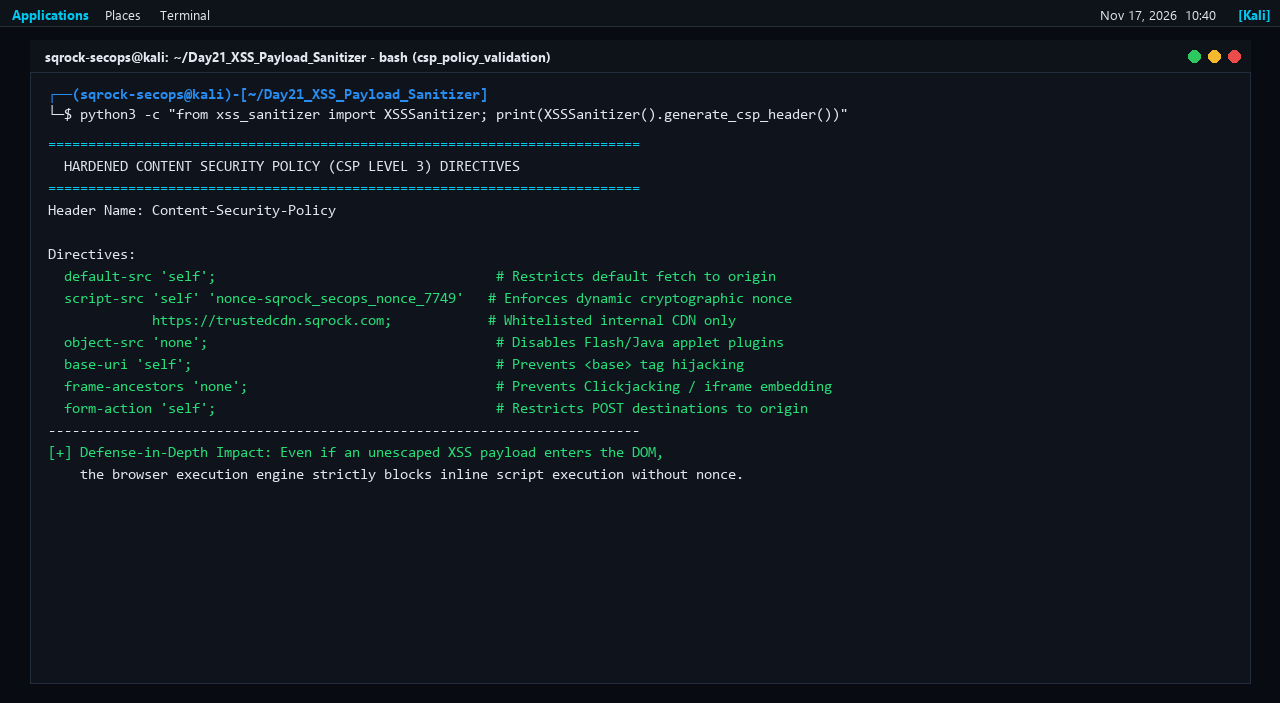 Applications Places Terminal Nov 17, 2026 10:40 [Kali]
sqrock-secops@kali: ~/Day21_XSS_Payload_Sanitizer - bash (csp_policy_validation)
┌──(sqrock-secops@kali)-[~/Day21_XSS_Payload_Sanitizer]
└─$ python3 -c "from xss_sanitizer import XSSSanitizer; print(XSSSanitizer().generate_csp_header())"
==========================================================================
HARDENED CONTENT SECURITY POLICY (CSP LEVEL 3) DIRECTIVES
==========================================================================
Header Name: Content-Security-Policy
Directives:
default-src 'self'; # Restricts default fetch to origin
script-src 'self' 'nonce-sqrock_secops_nonce_7749' # Enforces dynamic cryptographic nonce
https://trustedcdn.sqrock.com; # Whitelisted internal CDN only
object-src 'none'; # Disables Flash/Java applet plugins
base-uri 'self'; # Prevents <base> tag hijacking
frame-ancestors 'none'; # Prevents Clickjacking / iframe embedding
form-action 'self'; # Restricts POST destinations to origin
--------------------------------------------------------------------------
[+] Defense-in-Depth Impact: Even if an unescaped XSS payload enters the DOM,
the browser execution engine strictly blocks inline script execution without nonce.